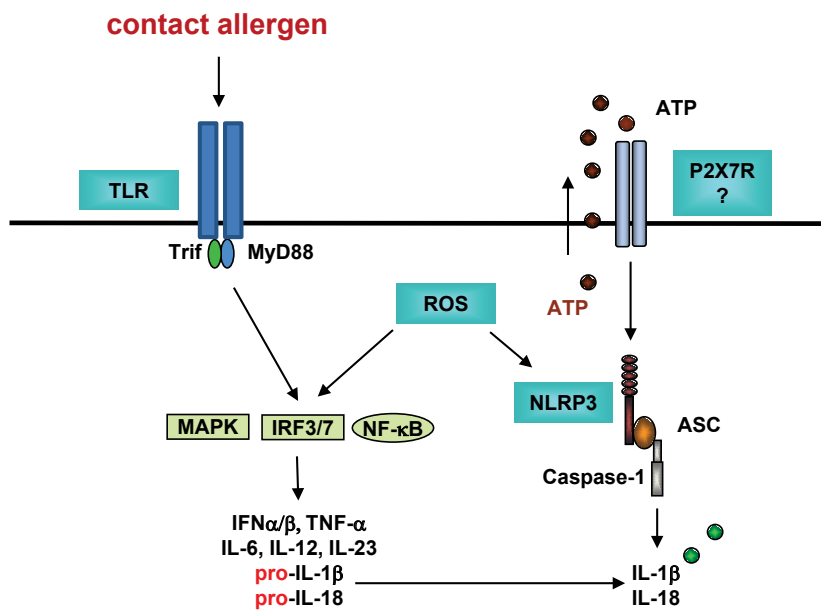 contact allergen
ATP
TLR
P2X7R
?
Trif
MyD88
ROS
ATP
NLRP3
MAPK
IRF3/7
NF-κB
ASC
Caspase-1
IFNα/β, TNF-α
IL-6, IL-12, IL-23
pro-IL-1β
pro-IL-18
IL-1β
IL-18